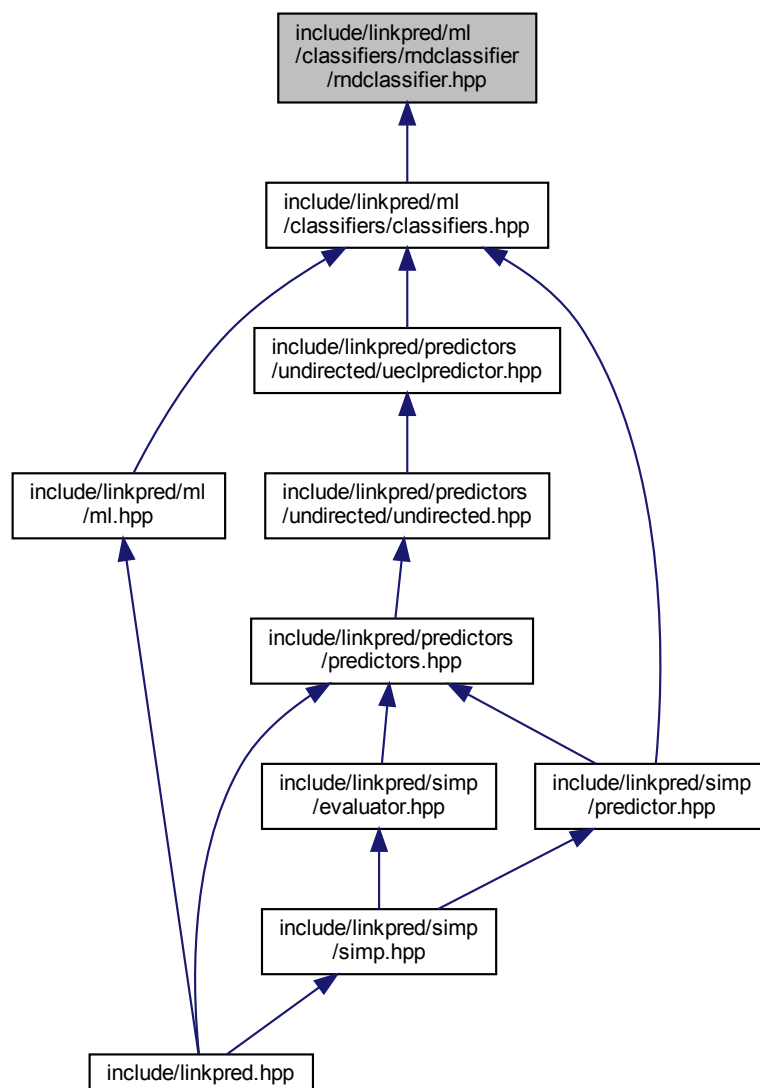 include/linkpred/ml
/classifiers/rndclassifier
/rndclassifier.hpp
include/linkpred/ml
/classifiers/classifiers.hpp
include/linkpred/predictors
/undirected/ueclpredictor.hpp
include/linkpred/ml
/ml.hpp
include/linkpred/predictors
/undirected/undirected.hpp
include/linkpred/predictors
/predictors.hpp
include/linkpred/simp
/evaluator.hpp
include/linkpred/simp
/predictor.hpp
include/linkpred/simp
/simp.hpp
include/linkpred.hpp